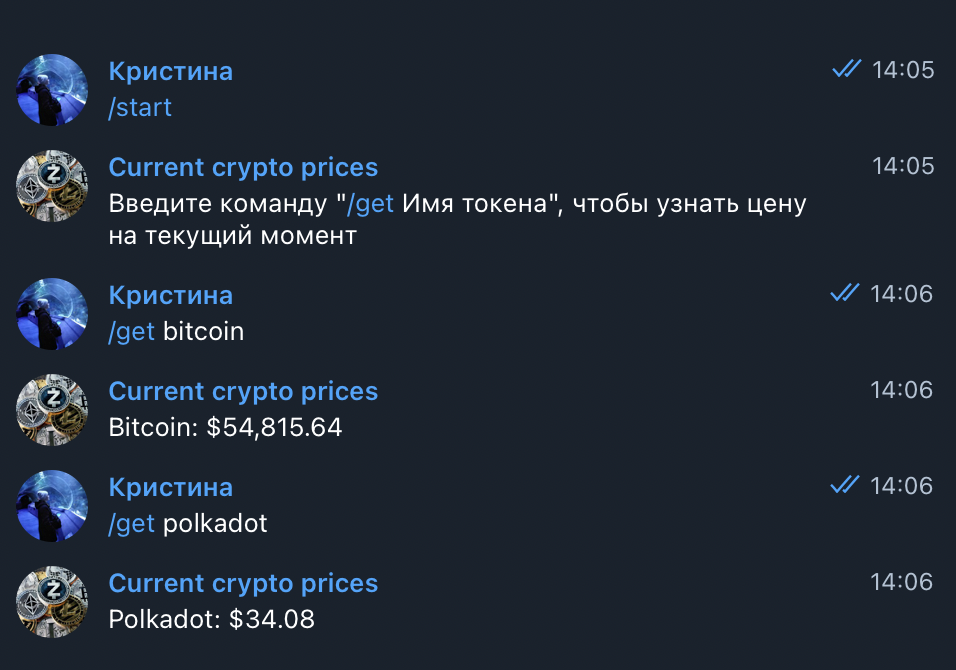 Кристина 14:05
/start
Current crypto prices 14:05
Введите команду "/get Имя токена", чтобы узнать цену
на текущий момент
Кристина 14:06
/get bitcoin
Current crypto prices 14:06
Bitcoin: $54,815.64
Кристина 14:06
/get polkadot
Current crypto prices 14:06
Polkadot: $34.08